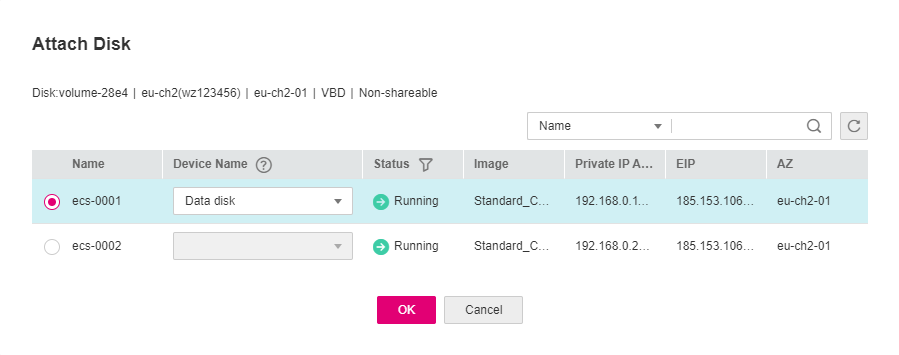 Attach Disk
Disk:volume-28e4 | eu-ch2(wz123456) | eu-ch2-01 | VBD | Non-shareable
Name
Name Device Name ? Status Image Private IP A... EIP AZ
ecs-0001 Data disk Running Standard_C... 192.168.0.1... 185.153.106... eu-ch2-01
ecs-0002 Running Standard_C... 192.168.0.2... 185.153.106... eu-ch2-01
OK Cancel